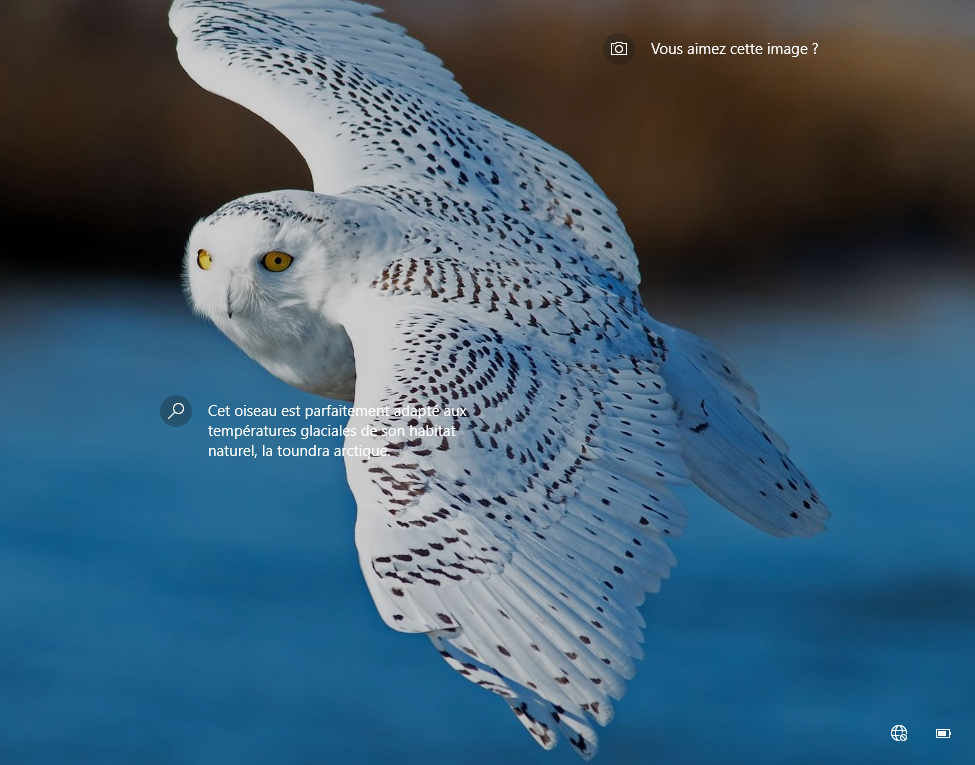 Vous aimez cette image ?
Cet oiseau est parfaitement adapté aux
températures glaciales de son habitat
naturel, la toundra arctique.